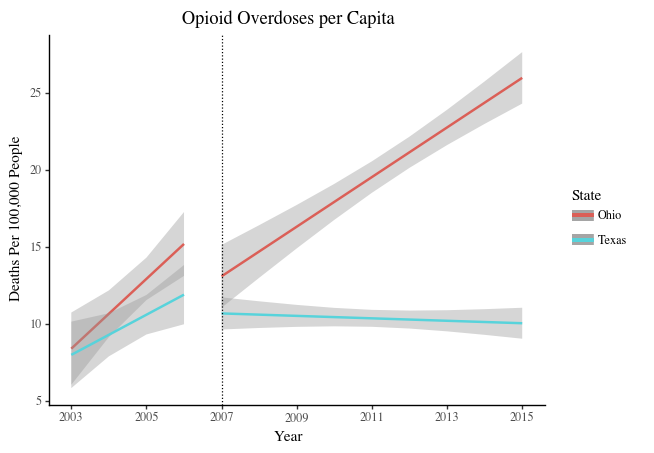 Opioid Overdoses per Capita
Deaths Per 100,000 People
25
20
15
10
5
2003 2005 2007 2009 2011 2013 2015
Year
State
Ohio
Texas